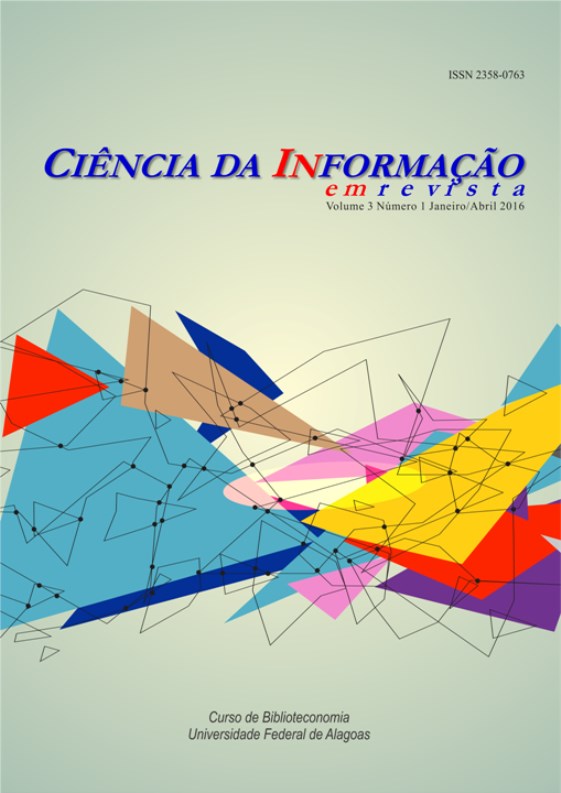 ISSN 2358-0763
CIÊNCIA DA INFORMAÇÃO
em revista
Volume 3 Número 1 Janeiro/Abril 2016
Curso de Biblioteconomia
Universidade Federal de Alagoas